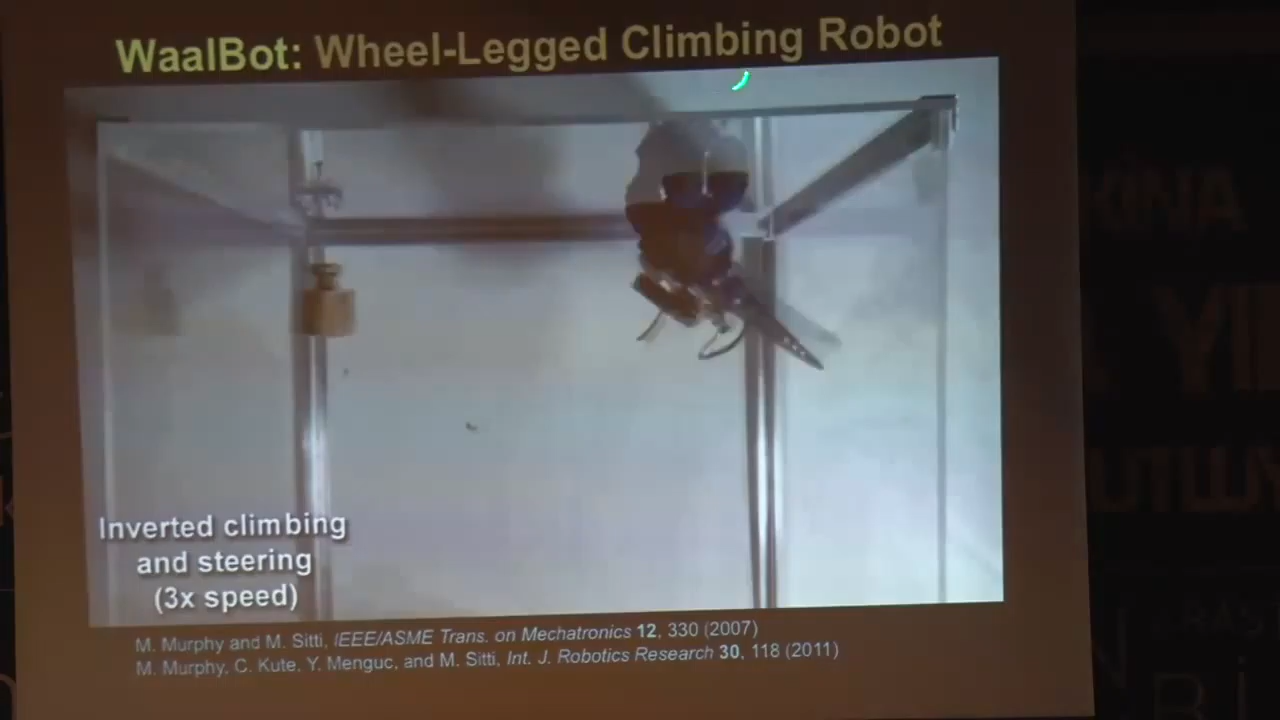 WaalBot: Wheel-Legged Climbing Robot
Inverted climbing
and steering
(3x speed)
M. Murphy and M. Sitti, IEEE/ASME Trans. on Mechatronics 12, 330 (2007)
M. Murphy, C. Kute, Y. Menguc, and M. Sitti, Int. J. Robotics Research 30, 118 (2011)